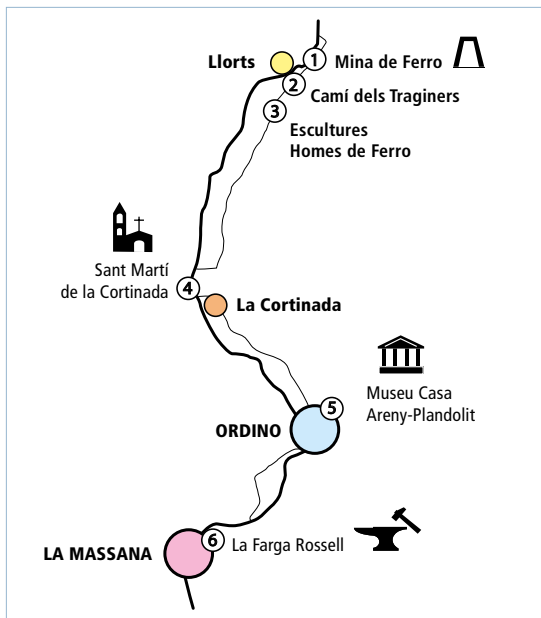 Llorts
1
Mina de Ferro
2
Camí dels Traginers
3
Escultures
Homes de Ferro
Sant Martí
de la Cortinada
4
La Cortinada
Museu Casa
Areny-Plandolit
5
ORDINO
6
La Farga Rossell
LA MASSANA